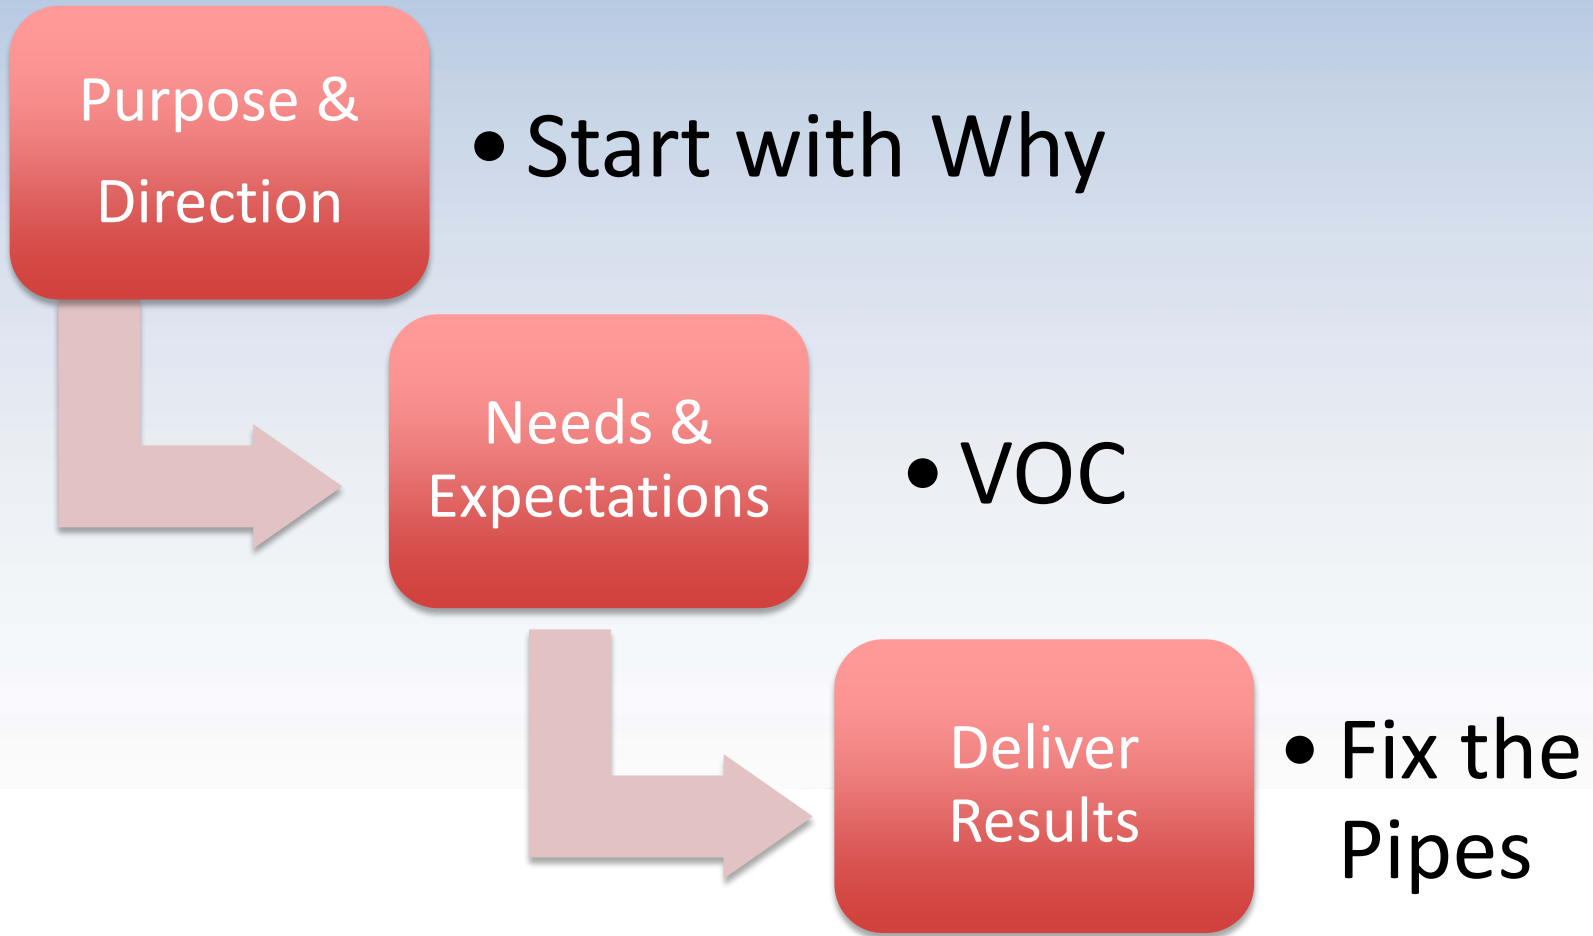 Purpose &
Direction
• Start with Why
Needs &
Expectations
• VOC
Deliver
Results
• Fix the
Pipes